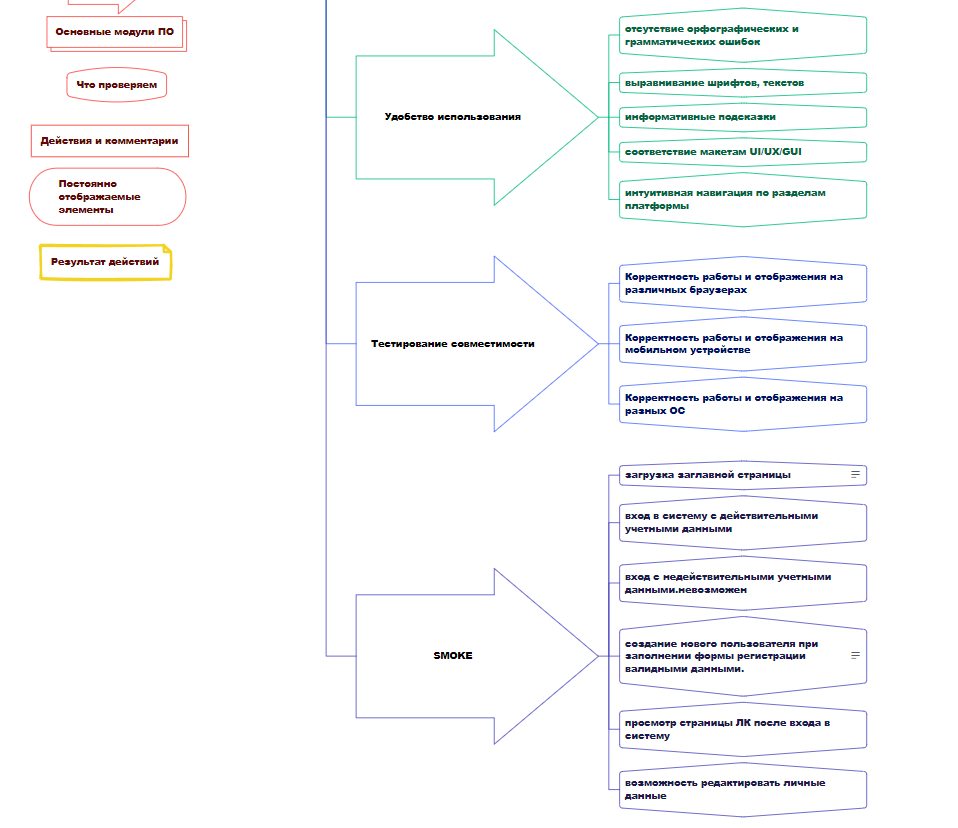 Основные модули ПО
Что проверяем
Действия и комментарии
Постоянно
отображаемые
элементы
Результат действий
Удобство использования
отсутствие орфографических и
грамматических ошибок
выравнивание шрифтов, текстов
информативные подсказки
соответствие макетам UI/UX/GUI
интуитивная навигация по разделам
платформы
Тестирование совместимости
Корректность работы и отображения на
различных браузерах
Корректность работы и отображения на
мобильном устройстве
Корректность работы и отображения на
разных ОС
SMOKE
загрузка заглавной страницы
вход в систему с действительными
учетными данными
вход с недействительными учетными
данными.невозможен
создание нового пользователя при
заполнении формы регистрации
валидными данными.
просмотр страницы ЛК после входа в
систему
возможность редактировать личные
данные